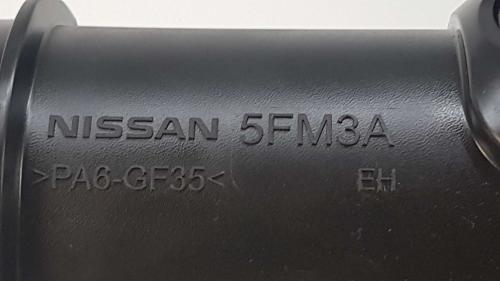 NISSAN 5FM3A
>PA6-GF35< EH